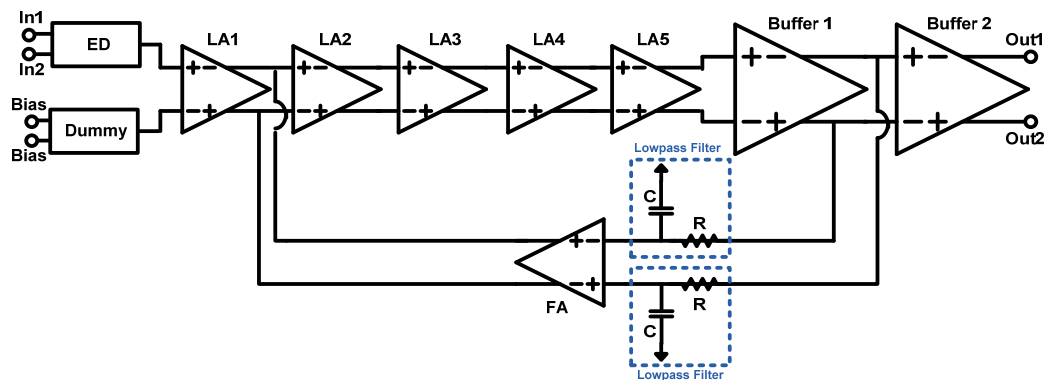 In1
In2
ED
Bias
Bias
Dummy
LA1
LA2
LA3
LA4
LA5
Buffer 1
Buffer 2
Out1
Out2
+ −
− +
+ −
− +
+ −
− +
+ −
− +
+ −
− +
+ −
− +
+ −
− +
Lowpass Filter
C
R
+ −
− +
FA
R
C
Lowpass Filter